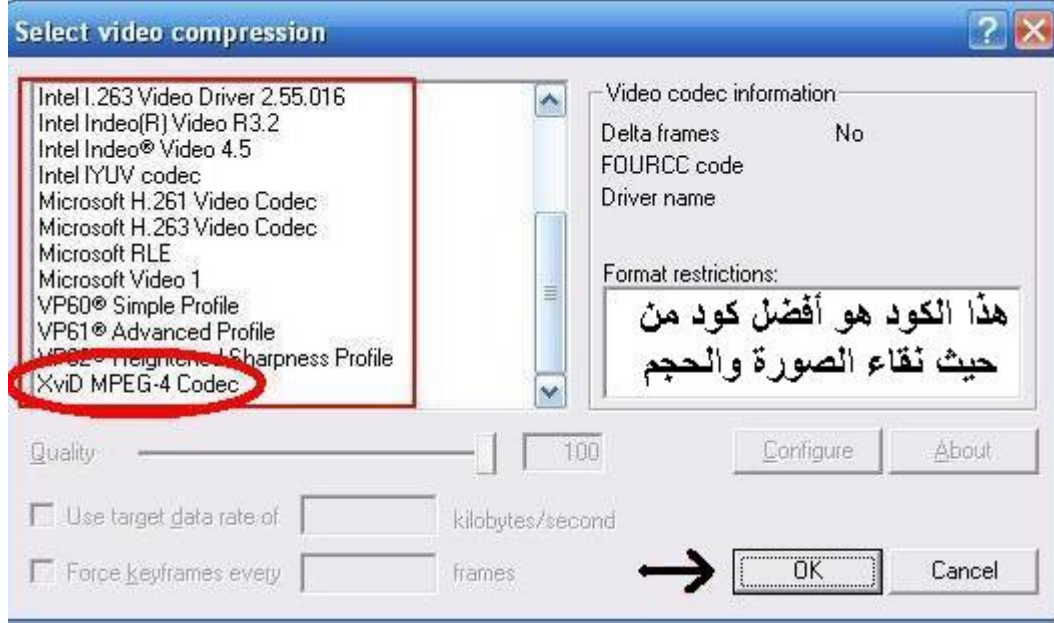 Select video compression
Intel I.263 Video Driver 2.55.016
Intel Indeo(R) Video R3.2
Intel Indeo® Video 4.5
Intel IYUV codec
Microsoft H.261 Video Codec
Microsoft H.263 Video Codec
Microsoft RLE
Microsoft Video 1
VP60® Simple Profile
VP61® Advanced Profile
VP62® Heightened Sharpness Profile
XviD MPEG-4 Codec
Video codec information
Delta frames No
FOURCC code
Driver name
Format restrictions:
هذا الكود هو أفضل كود من
حيث نقاء الصورة والحجم
Quality 100
Configure About
Use target data rate of kilobytes/second
Force keyframes every frames
OK Cancel